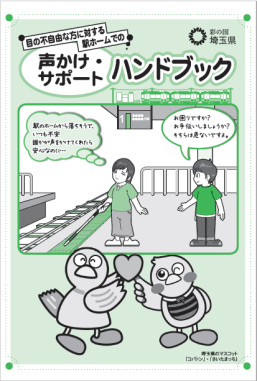 目の不自由な方に対する
駅ホームでの
彩の国
埼玉県
声かけ・
サポート
ハンドブック
駅のホームから落ちそうで、
いつも不安
誰かが声をかけてくれたら
安心なのに…
お困りですか?
お手伝いしましょうか?
そちらは危ないですよ。
埼玉県のマスコット
「コバトン」・「さいたまっち」